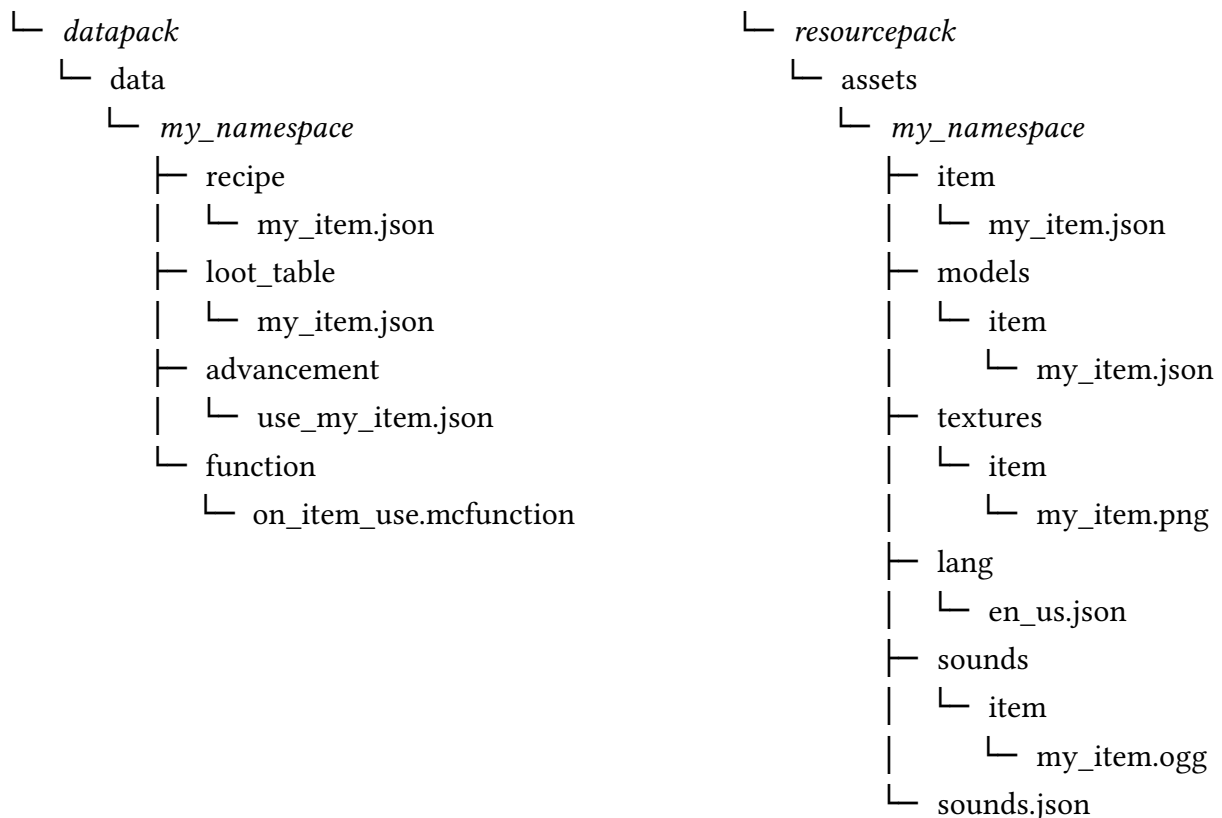 └─ datapack
└─ data
└─ my_namespace
├─ recipe
│ └─ my_item.json
├─ loot_table
│ └─ my_item.json
├─ advancement
│ └─ use_my_item.json
└─ function
└─ on_item_use.mcfunction
└─ resourcepack
└─ assets
└─ my_namespace
├─ item
│ └─ my_item.json
├─ models
│ └─ item
│ └─ my_item.json
├─ textures
│ └─ item
│ └─ my_item.png
├─ lang
│ └─ en_us.json
├─ sounds
│ └─ item
│ └─ my_item.ogg
└─ sounds.json